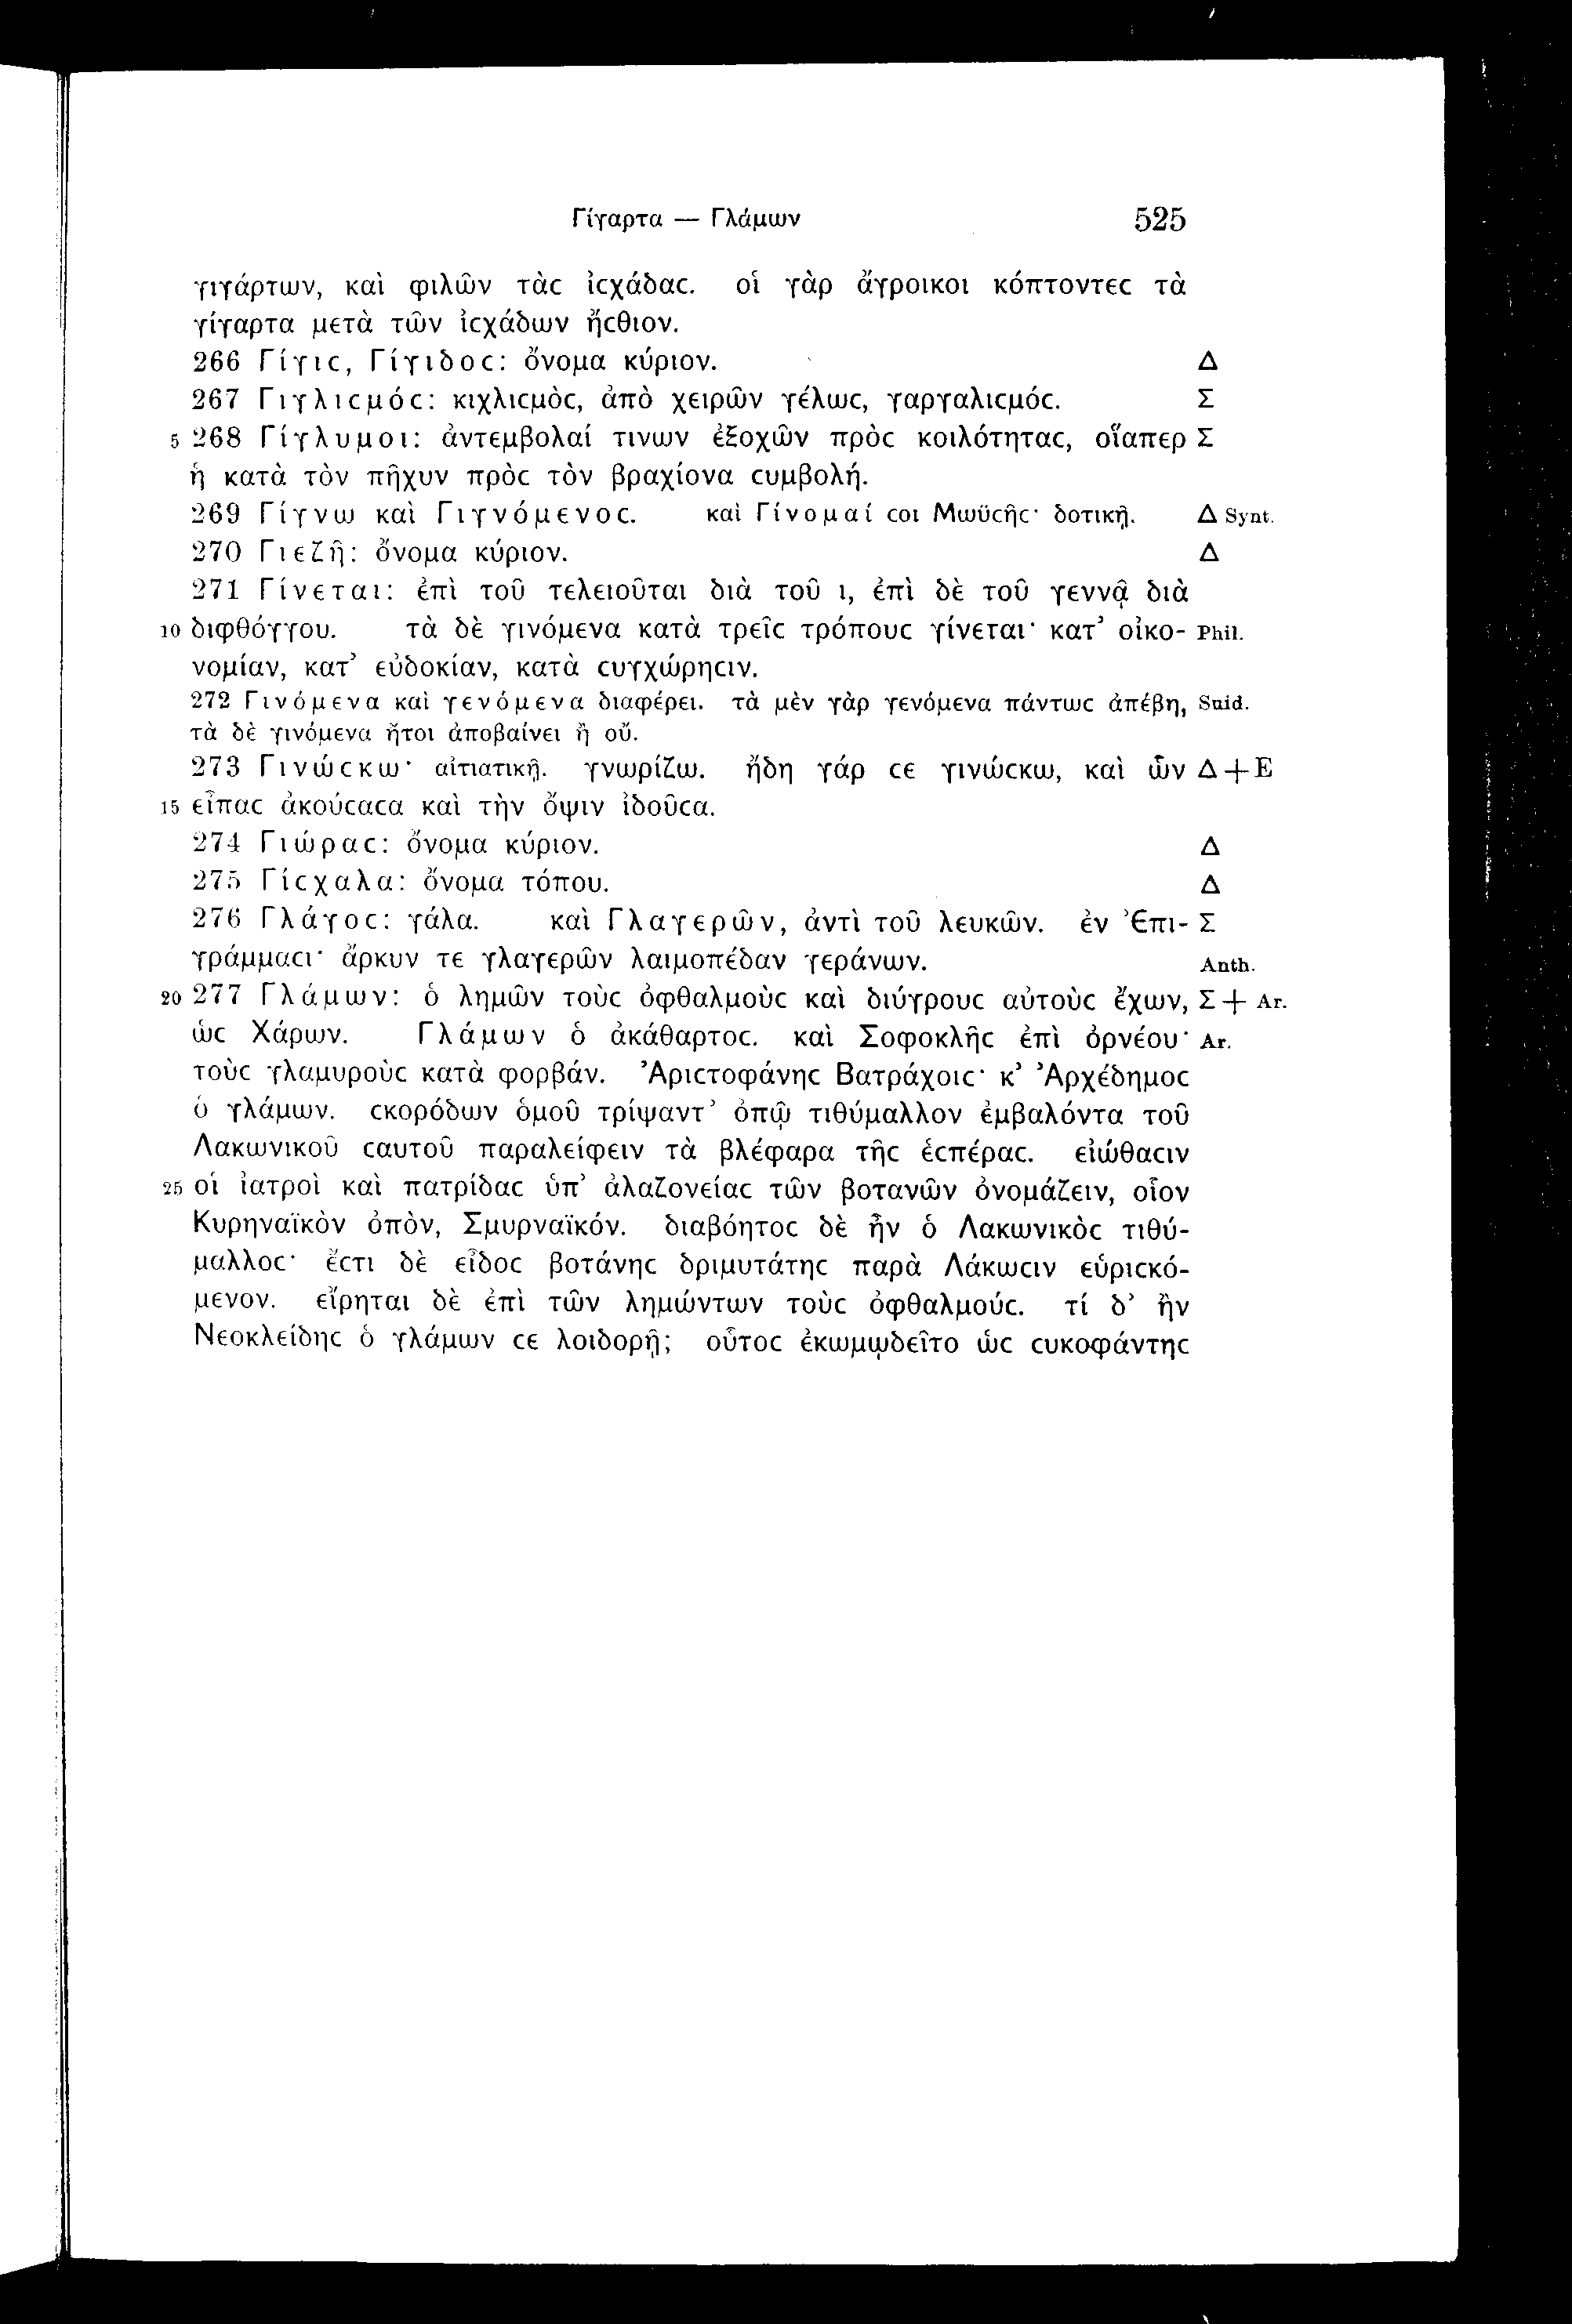 Γίγαρτα — Γλάμων 525
γιγάρτων, καὶ φιλῶν τὰϲ ἰϲχάδαϲ. οἱ γὰρ ἄγροικοι κόπτοντεϲ τὰ
γίγαρτα μετὰ τῶν ἰϲχάδων ἤϲθιον.
266 Γίγιϲ, Γίγιδοϲ: ὄνομα κύριον. Δ
267 Γιγλιϲμόϲ: κιχλιϲμὸϲ, ἀπὸ χειρῶν γέλωϲ, γαργαλιϲμόϲ. Σ
5 268 Γίγλυμοι: ἀντεμβολαί τινων ἐξοχῶν πρὸϲ κοιλότηταϲ, οἵαπερ Σ
ἡ κατὰ τὸν πῆχυν πρὸϲ τὸν βραχίονα ϲυμβολή.
269 Γίγνω καὶ Γιγνόμενοϲ. καὶ Γίνομαί ϲοι Μωϋϲῆϲ· δοτικῇ. Δ Synt.
270 Γιεζῆ: ὄνομα κύριον. Δ
271 Γίνεται: ἐπὶ τοῦ τελειοῦται διὰ τοῦ ι, ἐπὶ δὲ τοῦ γεννᾷ διὰ
10 διφθόγγου. τὰ δὲ γινόμενα κατὰ τρεῖϲ τρόπουϲ γίνεται· κατ’ οἰκο- Phil.
νομίαν, κατ’ εὐδοκίαν, κατὰ ϲυγχώρηϲιν.
272 Γινόμενα καὶ γενόμενα διαφέρει. τὰ μὲν γὰρ γενόμενα πάντωϲ ἀπέβη, Suid.
τὰ δὲ γινόμενα ἤτοι ἀποβαίνει ἢ οὔ.
273 Γινώϲκω· αἰτιατικῇ. γνωρίζω. ἤδη γάρ ϲε γινώϲκω, καὶ ὧν Δ+Ε
15 εἶπαϲ ἀκούϲαϲα καὶ τὴν ὄψιν ἰδοῦϲα.
274 Γιώραϲ: ὄνομα κύριον. Δ
275 Γίϲχαλα: ὄνομα τόπου. Δ
276 Γλάγοϲ: γάλα. καὶ Γλαγερῶν, ἀντὶ τοῦ λευκῶν. ἐν Ἐπι- Σ
γράμμαϲι· ἄρκυν τε γλαγερῶν λαιμοπέδαν γεράνων. Anth.
20 277 Γλάμων: ὁ λημῶν τοὺϲ ὀφθαλμοὺϲ καὶ διύγρουϲ αὐτοὺϲ ἔχων, Σ+ Ar.
ὡϲ Χάρων. Γλάμων ὁ ἀκάθαρτοϲ. καὶ Σοφοκλῆϲ ἐπὶ ὀρνέου· Ar.
τοὺϲ γλαμυροὺϲ κατὰ φορβάν. Ἀριϲτοφάνηϲ Βατράχοιϲ· κ’ Ἀρχέδημοϲ
ὁ γλάμων. ϲκορόδων ὁμοῦ τρίψαντ’ ὀπῷ τιθύμαλλον ἐμβαλόντα τοῦ
Λακωνικοῦ ϲαυτοῦ παραλείφειν τὰ βλέφαρα τῆϲ ἑϲπέραϲ. εἰώθαϲιν
25 οἱ ἰατροὶ καὶ πατρίδαϲ ὑπ’ ἀλαζονείαϲ τῶν βοτανῶν ὀνομάζειν, οἷον
Κυρηναϊκὸν ὀπὸν, Σμυρναϊκόν. διαβόητοϲ δὲ ἦν ὁ Λακωνικὸϲ τιθύ-
μαλλοϲ· ἔϲτι δὲ εἶδοϲ βοτάνηϲ δριμυτάτηϲ παρὰ Λάκωϲιν εὑριϲκό-
μενον. εἴρηται δὲ ἐπὶ τῶν λημώντων τοὺϲ ὀφθαλμούϲ. τί δ’ ἢν
Νεοκλείδηϲ ὁ γλάμων ϲε λοιδορῇ; οὗτοϲ ἐκωμῳδεῖτο ὡϲ ϲυκοφάντηϲ